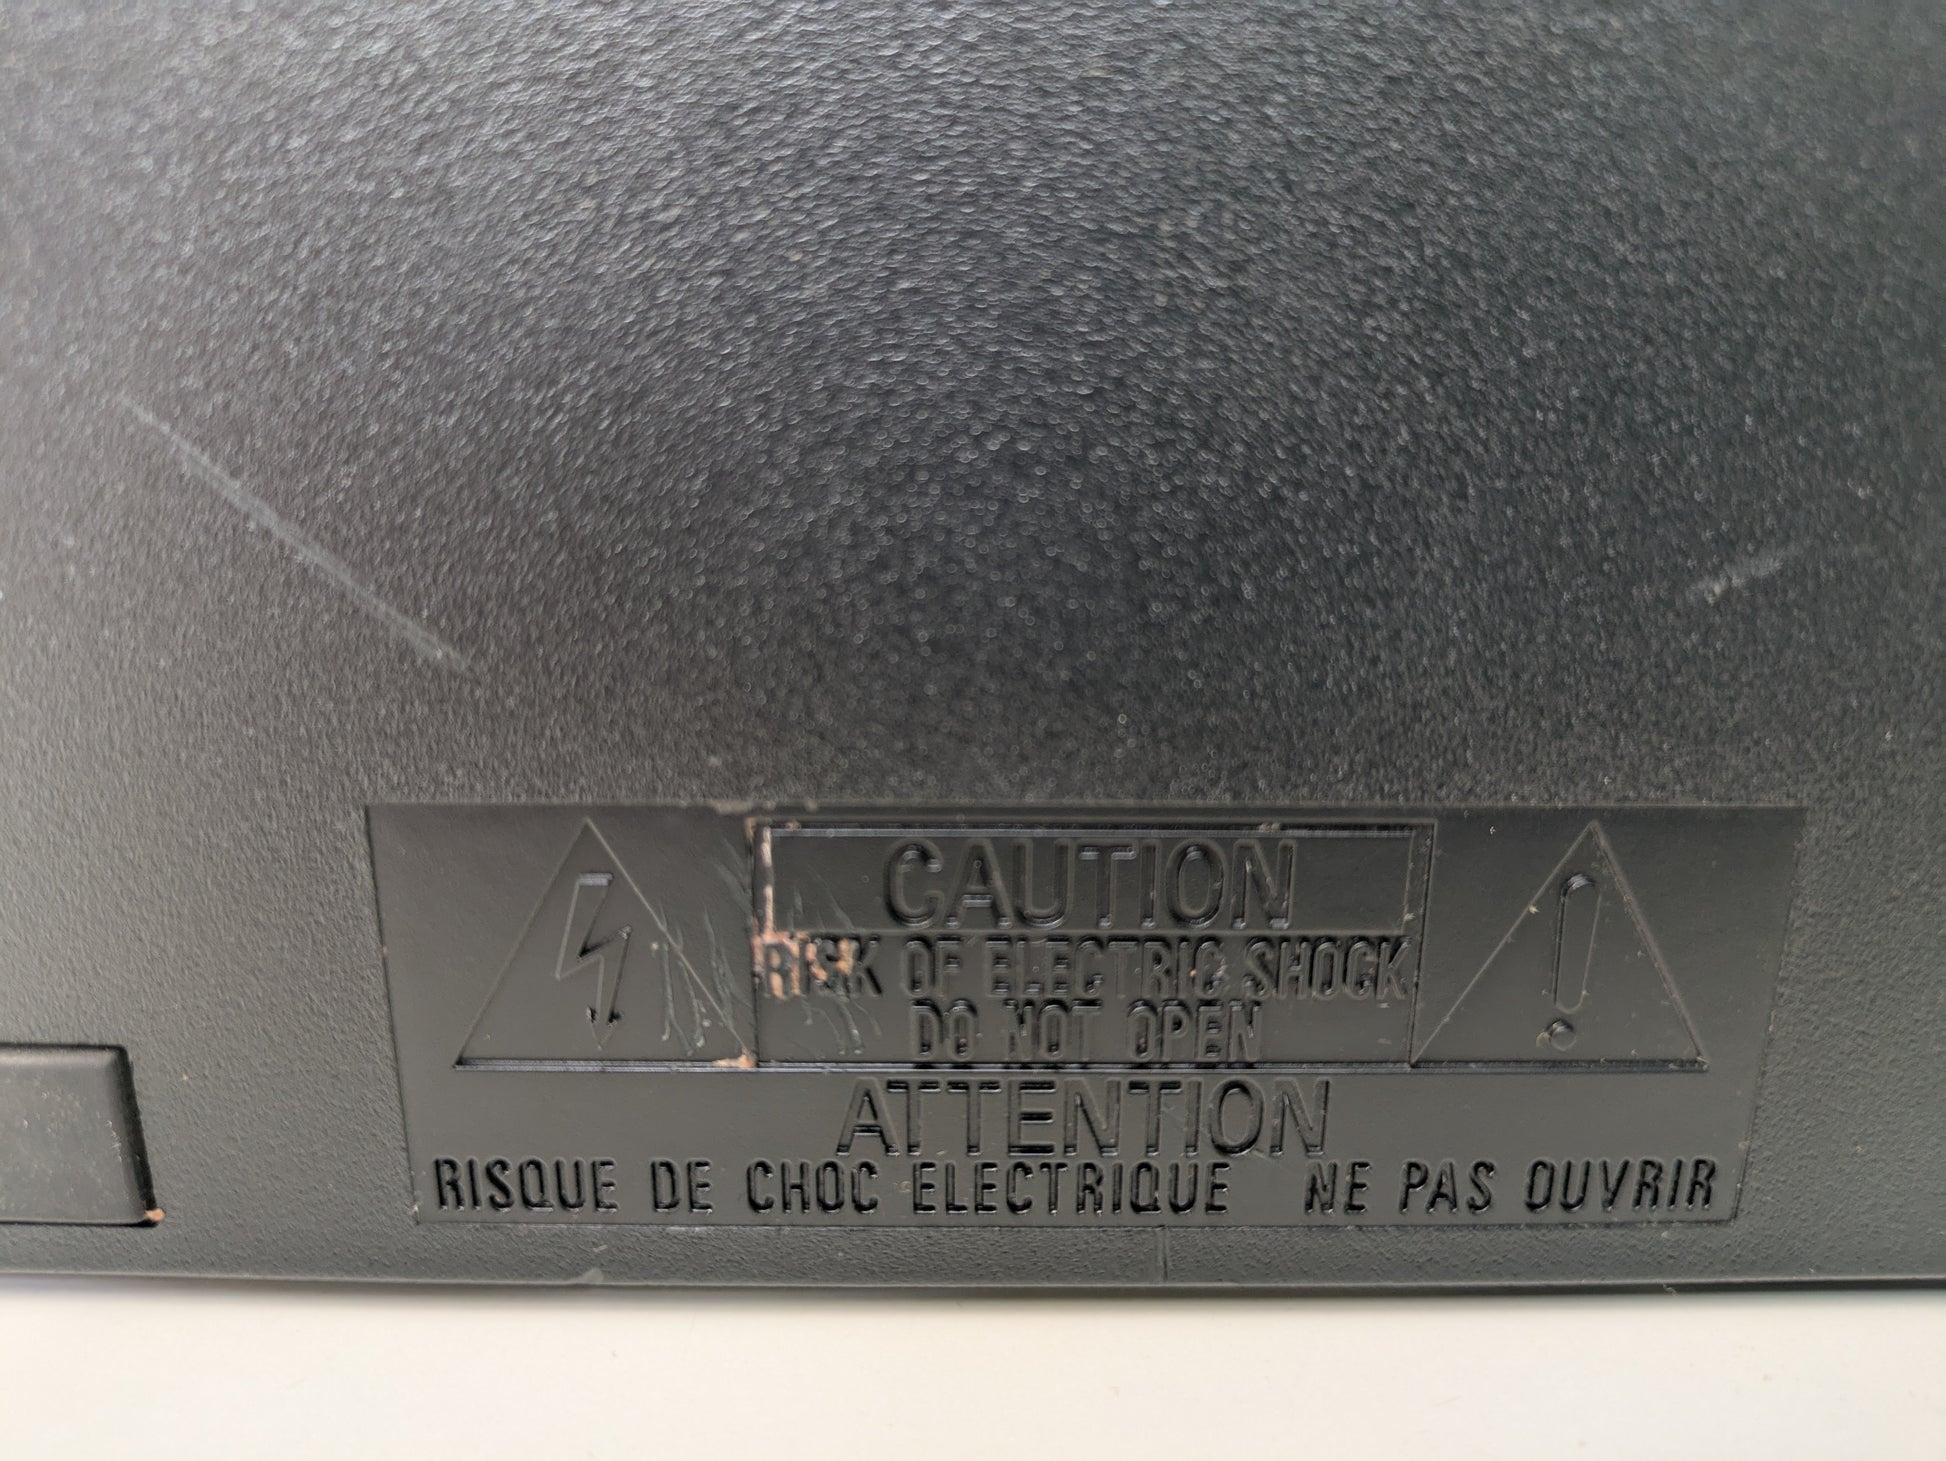 CAUTION
RISK OF ELECTRIC SHOCK
DO NOT OPEN
ATTENTION
RISQUE DE CHOC ELECTRIQUE NE PAS OUVRIR